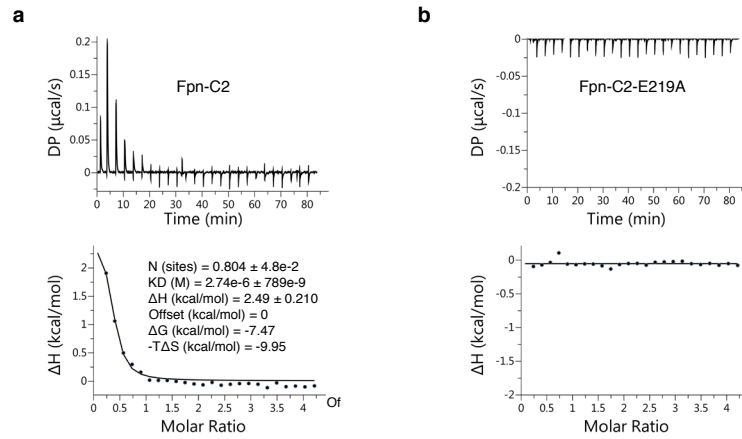 a
DP (μcal/s)
0.2
0.15
0.1
0.05
0
Fpn-C2
0 10 20 30 40 50 60 70 80
Time (min)
ΔH (kcal/mol)
2
1.5
1
0.5
0
N (sites) = 0.804 ± 4.8e-2
KD (M) = 2.74e-6 ± 789e-9
ΔH (kcal/mol) = 2.49 ± 0.210
Offset (kcal/mol) = 0
ΔG (kcal/mol) = -7.47
-TΔS (kcal/mol) = -9.95
0 0.5 1 1.5 2 2.5 3 3.5 4
Of
Molar Ratio
b
DP (μcal/s)
0
-0.05
-0.1
-0.15
-0.2
Fpn-C2-E219A
0 10 20 30 40 50 60 70 80
Time (min)
ΔH (kcal/mol)
0
-0.5
-1
-1.5
-2
0 0.5 1 1.5 2 2.5 3 3.5 4
Molar Ratio